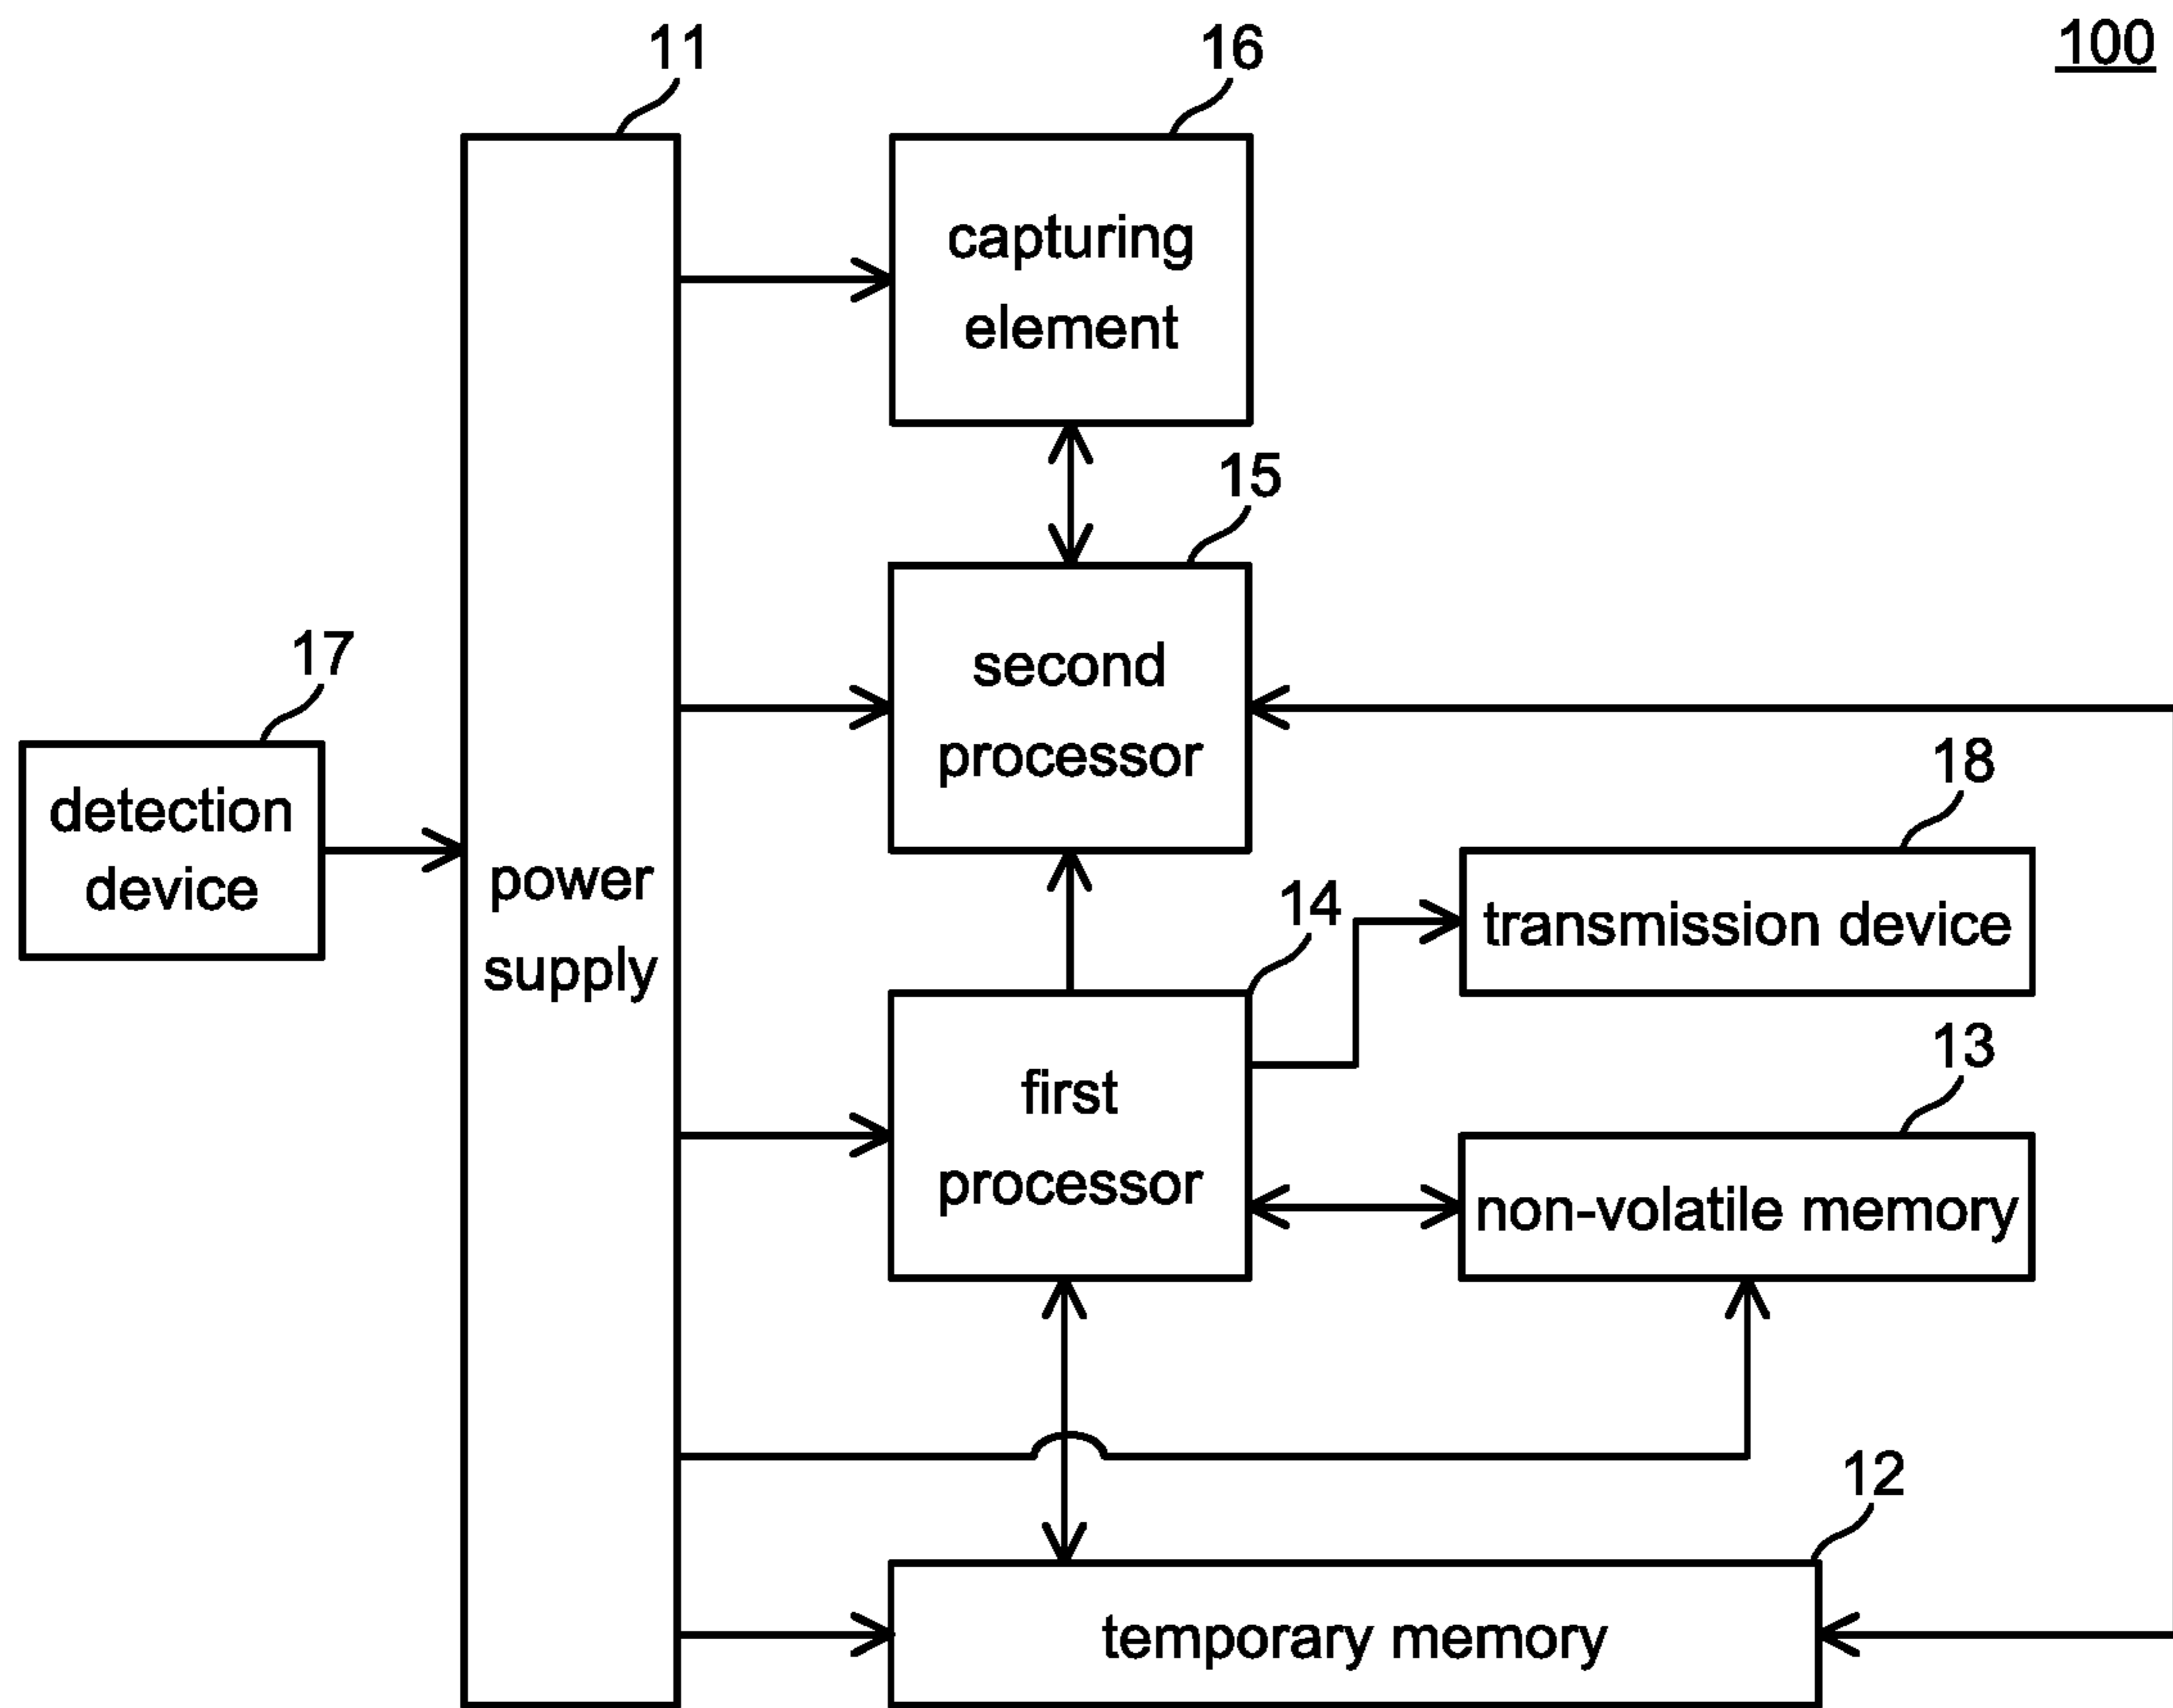 100
11
16
capturing
element
15
second
processor
17
detection
device
power
supply
18
transmission device
14
first
processor
13
non-volatile memory
12
temporary memory